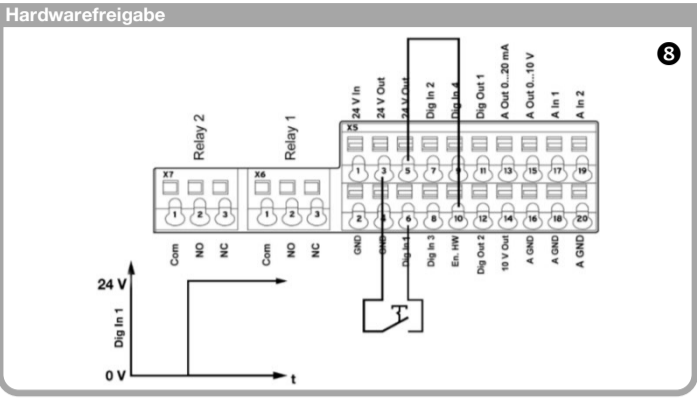 Hardwarefreigabe
8
24 V In
24 V Out
24 V Out
Dig In 2
Dig In 4
Dig Out 1
A Out 0...20 mA
A Out 0...10 V
A In 1
A In 2
Relay 2
Relay 1
X5
X7
X6
1 3 5 7 9 11 13 15 17 19
1 2 3
1 2 3
2 4 6 8 10 12 14 16 18 20
Com
NO
NC
Com
NO
NC
GND
GND
Dig In 1
Dig In 3
En. HW
Dig Out 2
10 V Out
A GND
A GND
A GND
24 V
Dig In 1
0 V
t